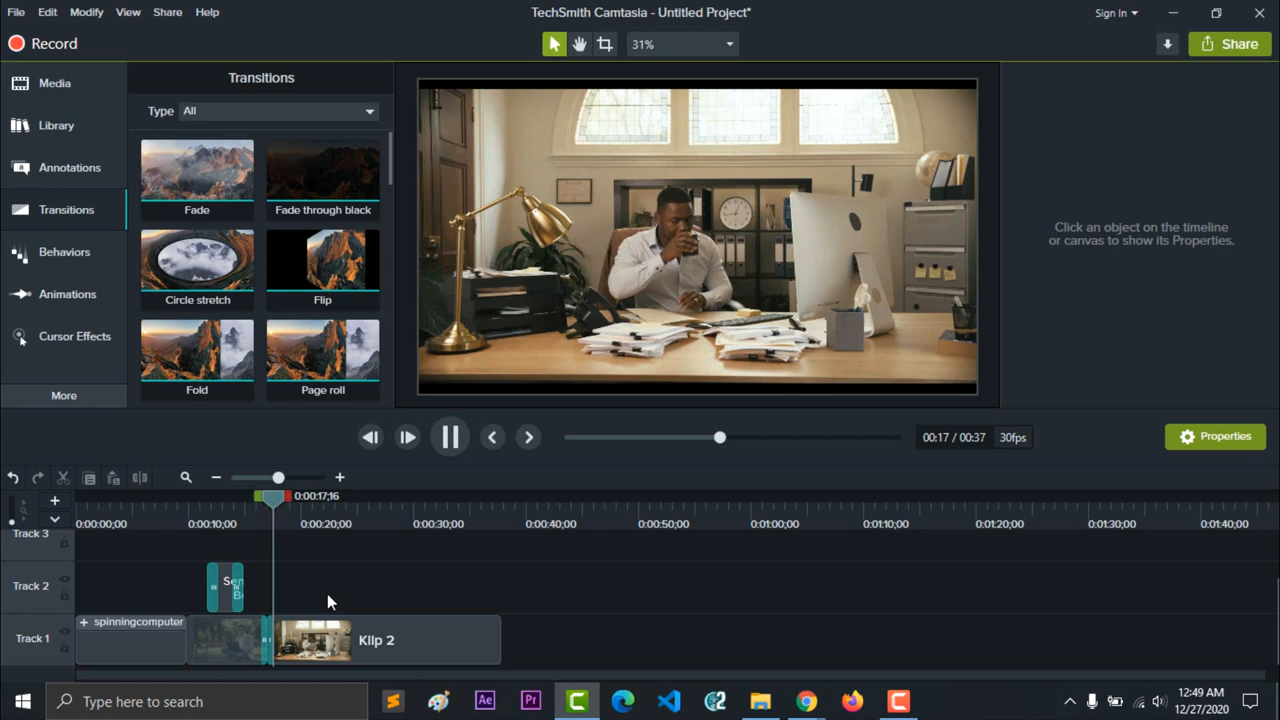 File Edit Modify View Share Help
TechSmith Camtasia - Untitled Project*
Sign In
Record
31%
Share
Media
Library
Annotations
Transitions
Behaviors
Animations
Cursor Effects
More
Transitions
Type All
Fade
Fade through black
Circle stretch
Flip
Fold
Page roll
Click an object on the timeline
or canvas to show its Properties.
00:17 / 00:37 30fps
Properties
0:00:17;16
0:00:00;00 0:00:10;00 0:00:20;00 0:00:30;00 0:00:40;00 0:00:50;00 0:01:00;00 0:01:10;00 0:01:20;00 0:01:30;00 0:01:40;00
Track 3
Track 2
Track 1
+ spinningcomputer
Klip 2
Type here to search
Ae
Pr
12:49 AM
12/27/2020